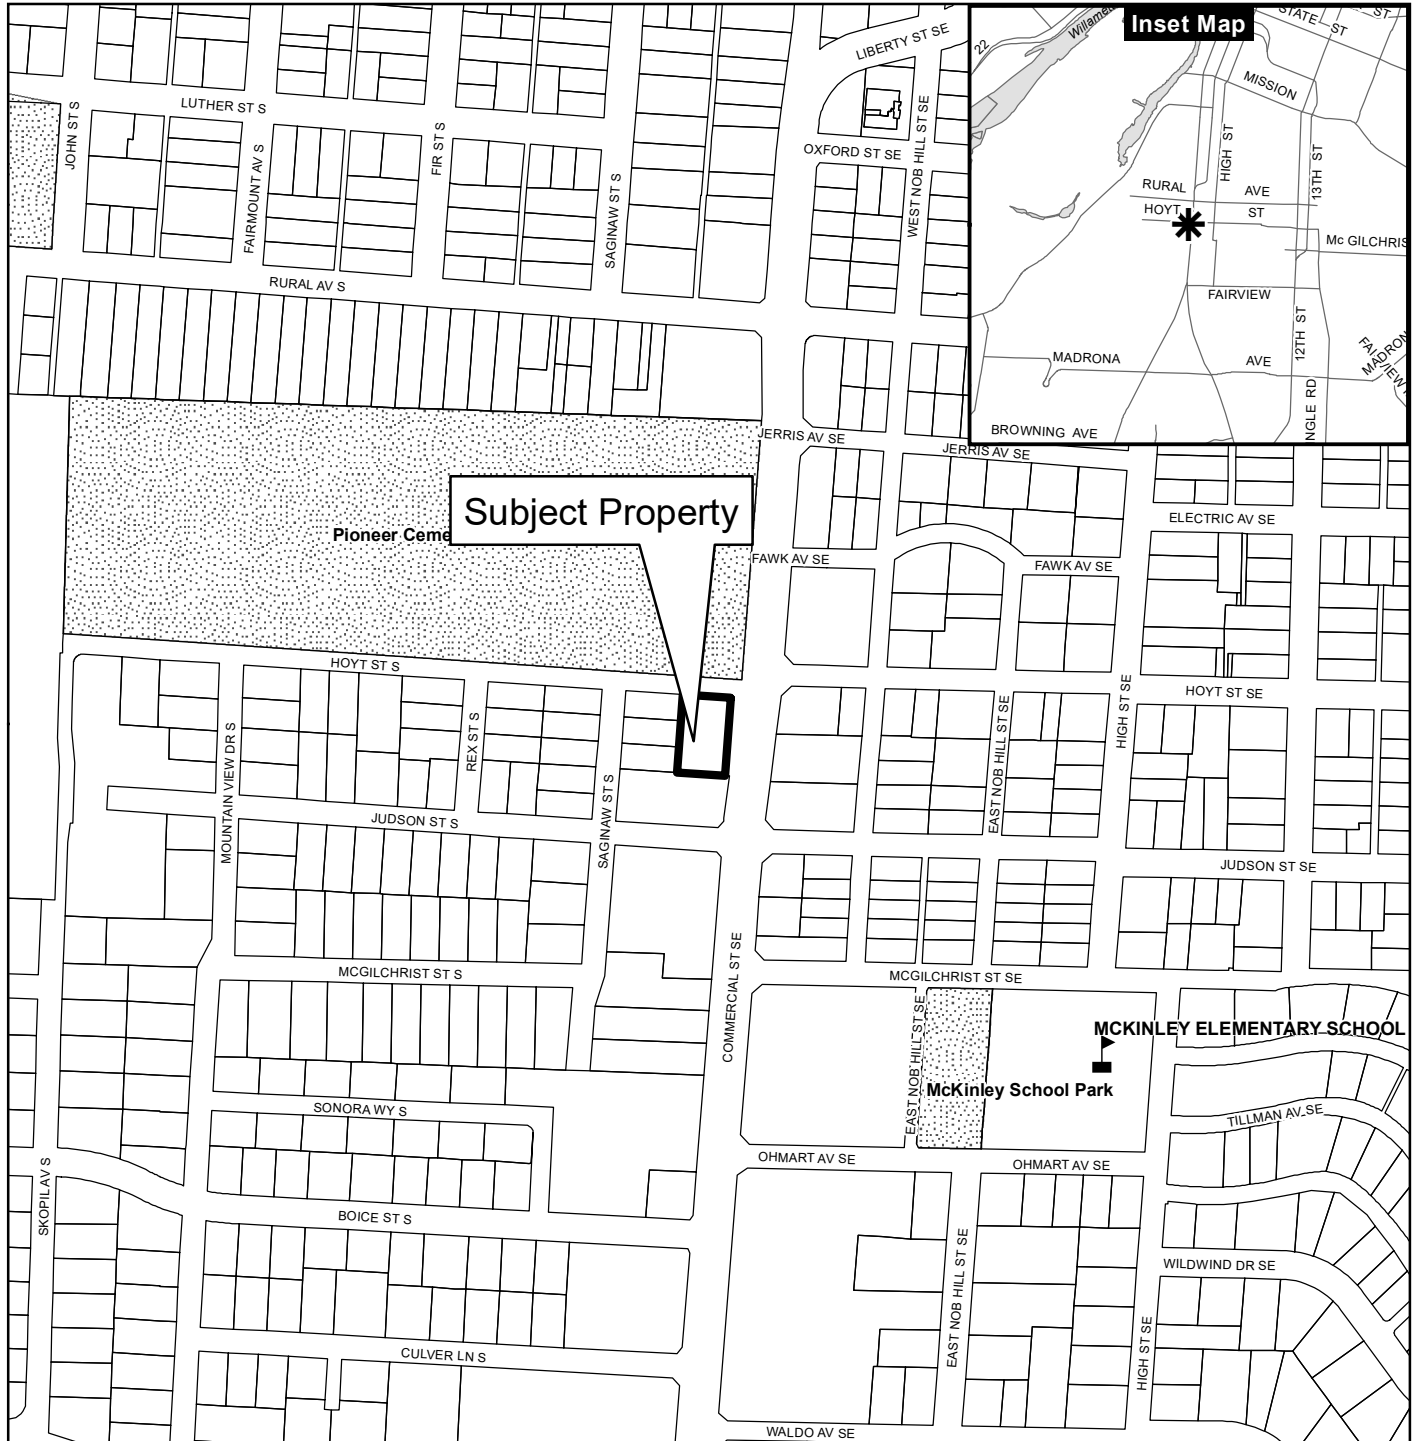 Inset Map
Willamet
22
STATE ST
ST
MISSION
HIGH ST
13TH ST
RURAL AVE
HOYT ST
Mc GILCHRIS
FAIRVIEW
12TH ST
MADRONA AVE
MADRON
FAIRVIEW
BROWNING AVE
NGLE RD
LIBERTY ST SE
LUTHER ST S
JOHN ST S
FAIRMOUNT AV S
FIR ST S
SAGINAW ST S
OXFORD ST SE
WEST NOB HILL ST SE
RURAL AV S
JERRIS AV SE
JERRIS AV SE
Subject Property
Pioneer Ceme
ELECTRIC AV SE
FAWK AV SE
FAWK AV SE
HOYT ST S
HOYT ST SE
MOUNTAIN VIEW DR S
REX ST S
SAGINAW ST S
EAST NOB HILL ST SE
HIGH ST SE
JUDSON ST S
JUDSON ST SE
MCGILCHRIST ST S
COMMERCIAL ST SE
MCGILCHRIST ST SE
EAST NOB HILL ST SE
MCKINLEY ELEMENTARY SCHOOL
McKinley School Park
SONORA WY S
TILLMAN AV SE
OHMART AV SE
OHMART AV SE
SKOPIL AV S
BOICE ST S
EAST NOB HILL ST SE
WILDWIND DR SE
HIGH ST SE
CULVER LN S
WALDO AV SE